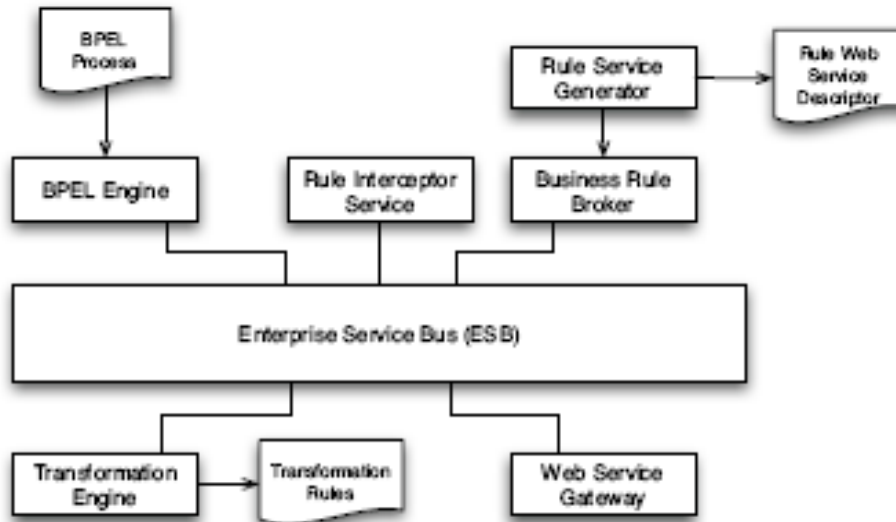 BPEL
Process
Rule Service
Generator
Rule Web
Service
Descriptor
BPEL Engine
Rule Interceptor
Service
Business Rule
Broker
Enterprise Service Bus (ESB)
Transformation
Engine
Transformation
Rules
Web Service
Gateway